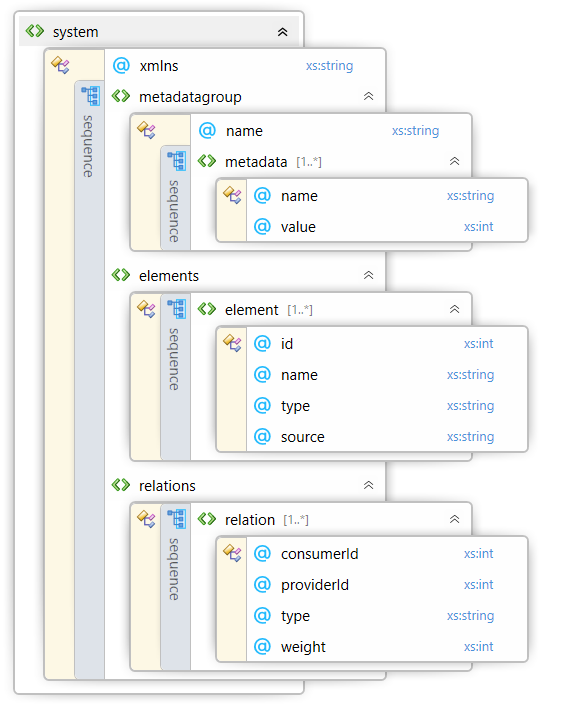 system
@ xmlns xs:string
sequence
metadatagroup
@ name xs:string
sequence
metadata [1..*]
@ name xs:string
@ value xs:int
elements
sequence
element [1..*]
@ id xs:int
@ name xs:string
@ type xs:string
@ source xs:string
relations
sequence
relation [1..*]
@ consumerId xs:int
@ providerId xs:int
@ type xs:string
@ weight xs:int